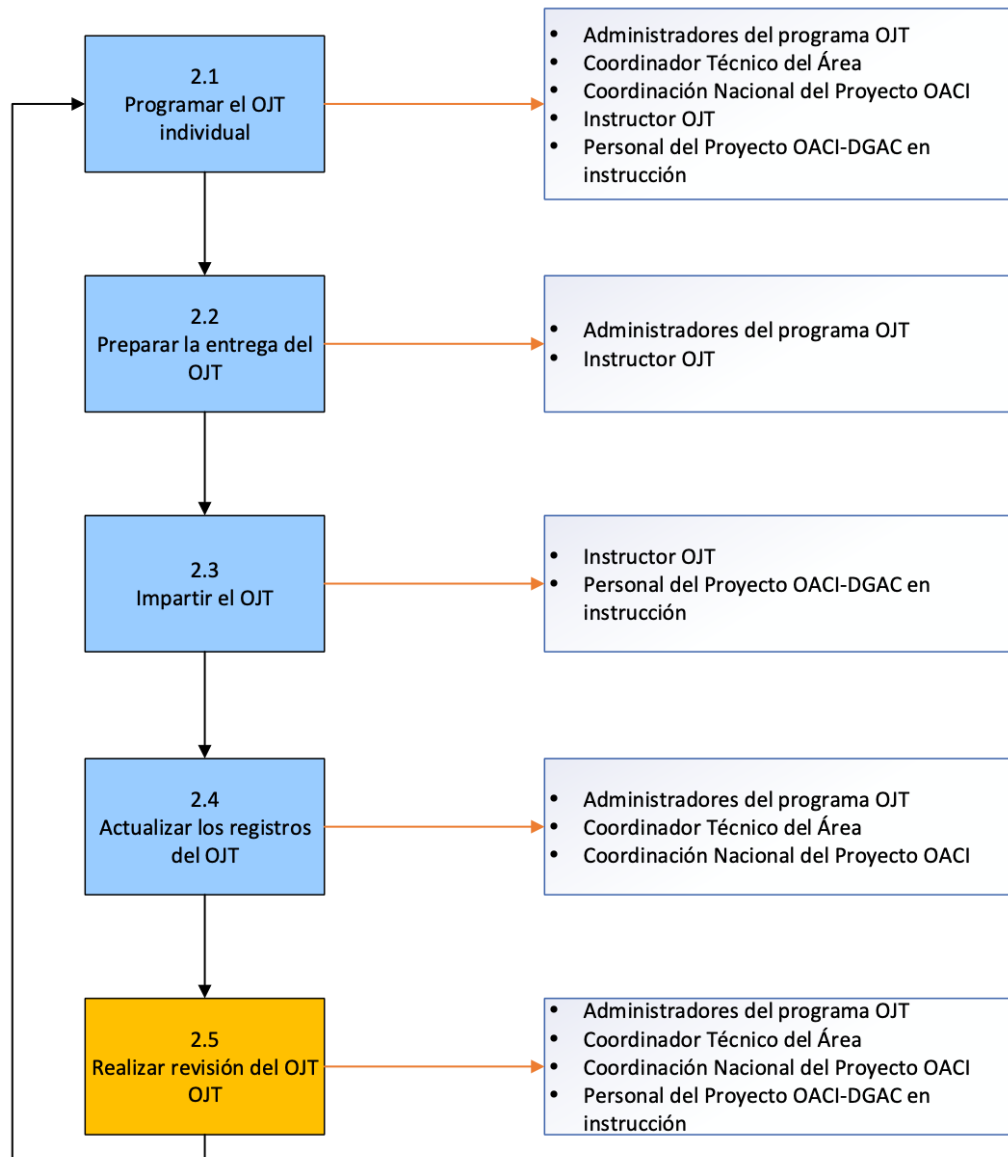 2.1
Programar el OJT
individual
• Administradores del programa OJT
• Coordinador Técnico del Área
• Coordinación Nacional del Proyecto OACI
• Instructor OJT
• Personal del Proyecto OACI-DGAC en
instrucción
2.2
Preparar la entrega del
OJT
• Administradores del programa OJT
• Instructor OJT
2.3
Impartir el OJT
• Instructor OJT
• Personal del Proyecto OACI-DGAC en
instrucción
2.4
Actualizar los registros
del OJT
• Administradores del programa OJT
• Coordinador Técnico del Área
• Coordinación Nacional del Proyecto OACI
2.5
Realizar revisión del OJT
OJT
• Administradores del programa OJT
• Coordinador Técnico del Área
• Coordinación Nacional del Proyecto OACI
• Personal del Proyecto OACI-DGAC en
instrucción